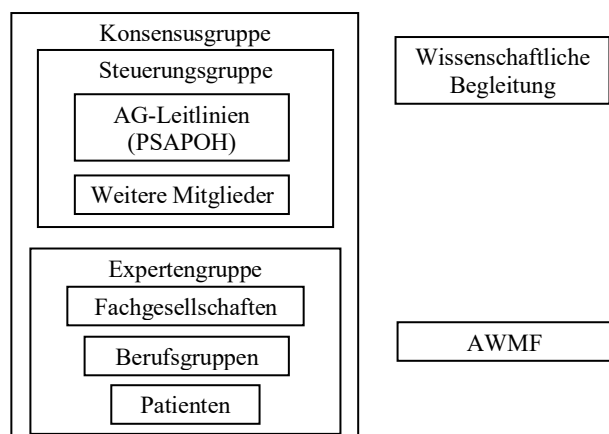 Konsensusgruppe
Steuerungsgruppe
AG-Leitlinien
(PSAPOH)
Weitere Mitglieder
Expertengruppe
Fachgesellschaften
Berufsgruppen
Patienten
Wissenschaftliche
Begleitung
AWMF